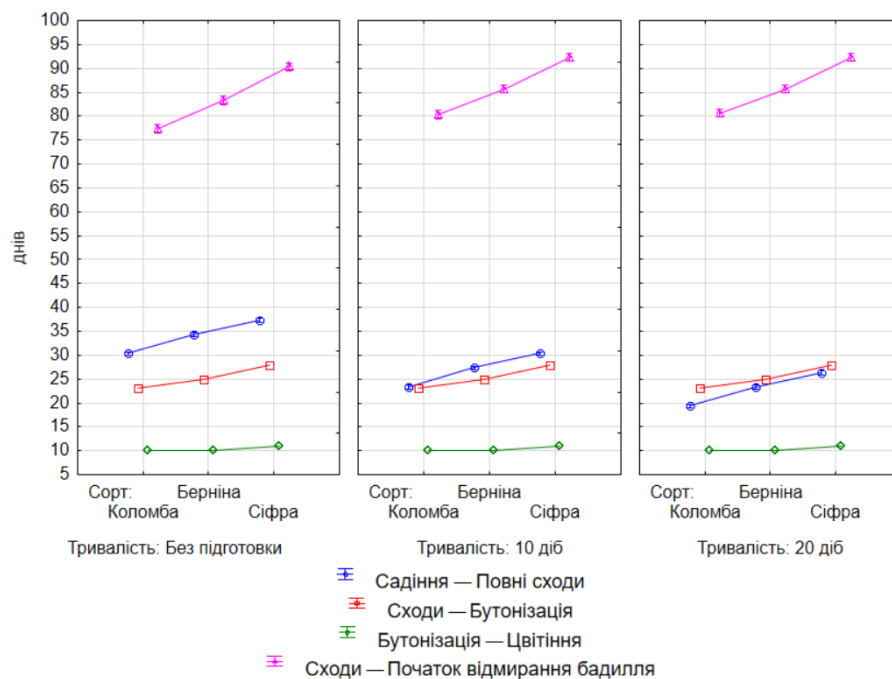 100
95
90
85
80
75
70
65
60
55
50
45
40
35
30
25
20
15
10
5
днів
Сорт: Берніна
Коломба Сіфра
Тривалість: Без підготовки
Берніна
Сорт: Коломба Сіфра
Тривалість: 10 діб
Сорт: Берніна
Коломба Сіфра
Тривалість: 20 діб
Садіння — Повні сходи
Сходи — Бутонізація
Бутонізація — Цвітіння
Сходи — Початок відмирання бадилля